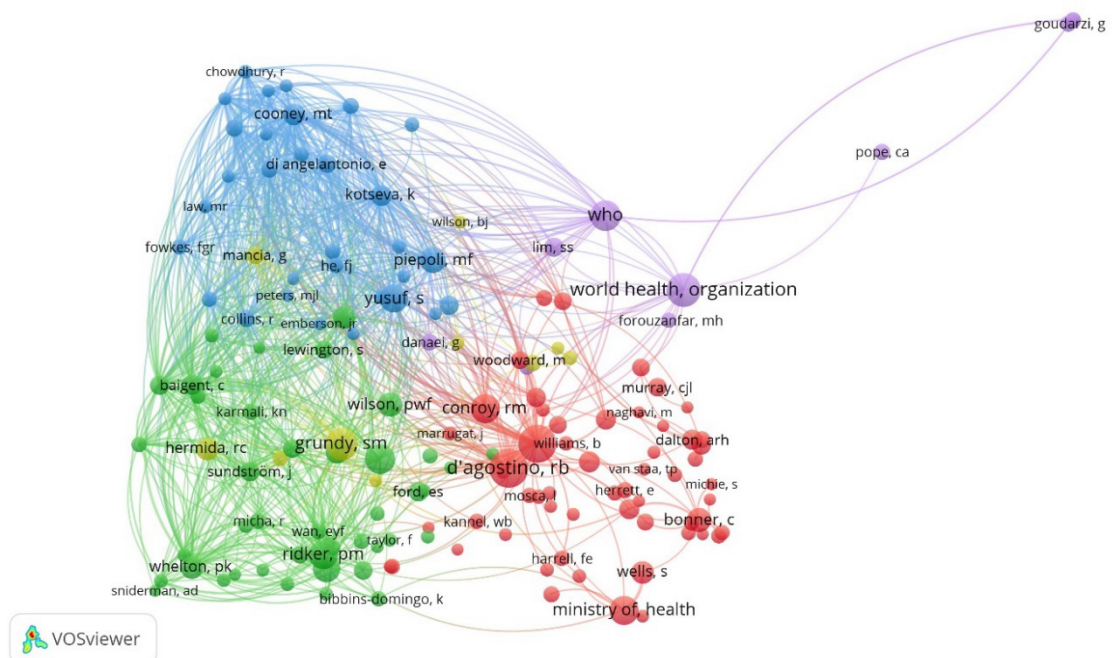 goudarzi, g
chowdhury, r
cooney, mt
pope, ca
di angelantonio, e
kotseva, k
law, mr
who
wilson, bj
fowkes, fgr
mancia, g
lim, ss
he, fj
piepoli, mf
peters, mjl
yusuf, s
world health, organization
collins, r
emberson, jr
forouzanfar, mh
lewington, s
danaei, g
woodward, m
baigent, c
murray, cjl
karmali, kn
wilson, pwf
conroy, rm
naghavi, m
marrugat, j
hermida, rc
grundy, sm
williams, b
dalton, arh
sundström, j
d'agostino, rb
van staa, tp
michie, s
ford, es
mosca, l
herrett, e
micha, r
wan, eyf
taylor, f
kannel, wb
bonner, c
whelton, pk
ridker, pm
harrell, fe
wells, s
sniderman, ad
bibbins-domingo, k
ministry of, health
VOSviewer